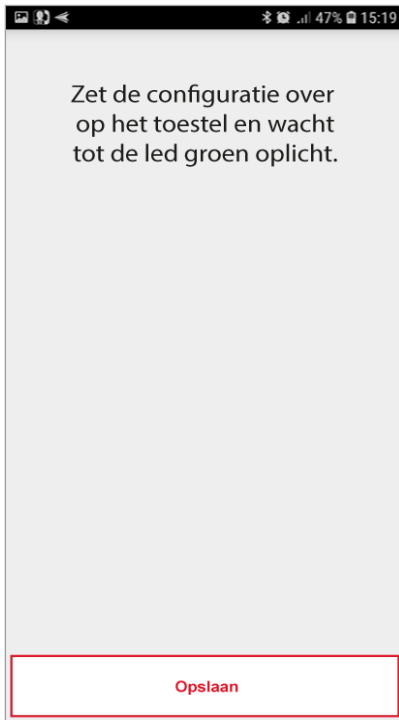 47% 15:19
Zet de configuratie over
op het toestel en wacht
tot de led groen oplicht.
Opslaan